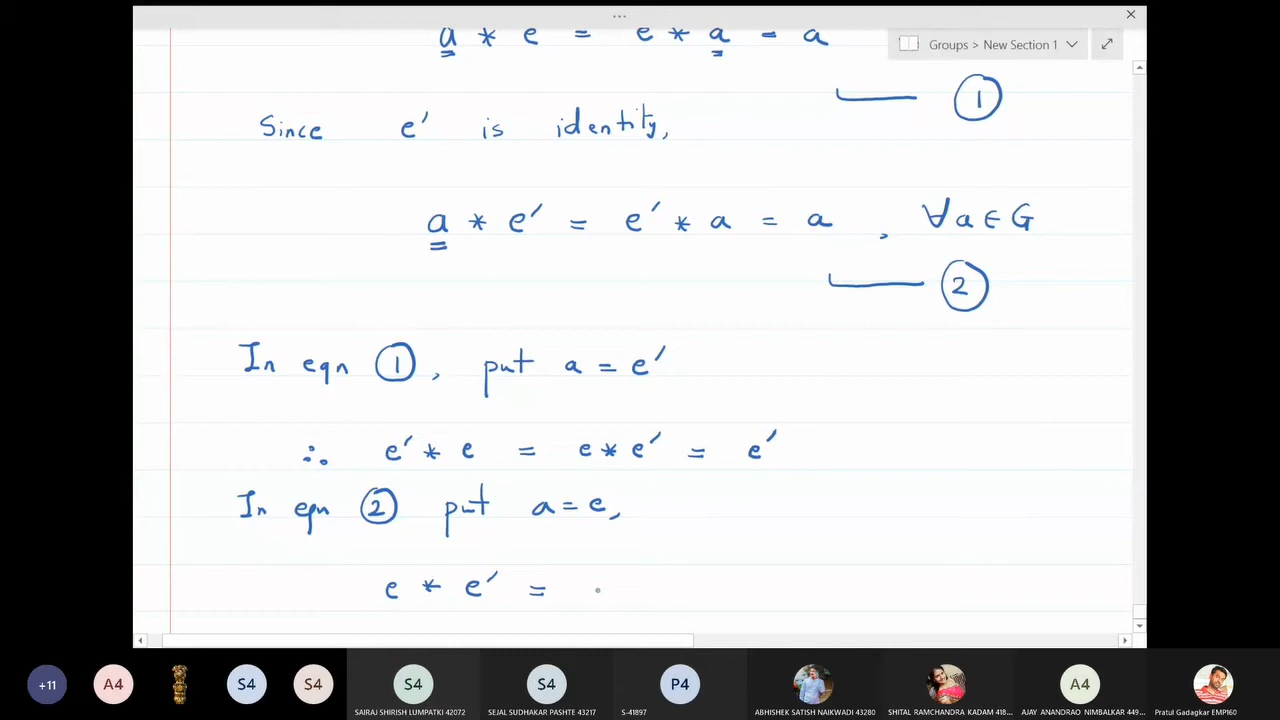 a * e = e * a = a
Groups > New Section 1
1
Since e′ is identity,
a * e′ = e′ * a = a , ∀a∈G
2
In eqn 1, put a = e′
∴ e′ * e = e * e′ = e′
In eqn 2 put a = e,
e * e′ =
+11
A4
S4
S4
S4
S4
P4
A4
SAIRAJ SHIRISH LUMPATKI 42072
SEJAL SUDHAKAR PASHTE 43217
S-41897
ABHISHEK SATISH NAIKWADI 43280
SHITAL RAMCHANDRA KADAM 418...
AJAY ANANDRAO NIMBALKAR 449...
Pratul Gadagkar EMP160